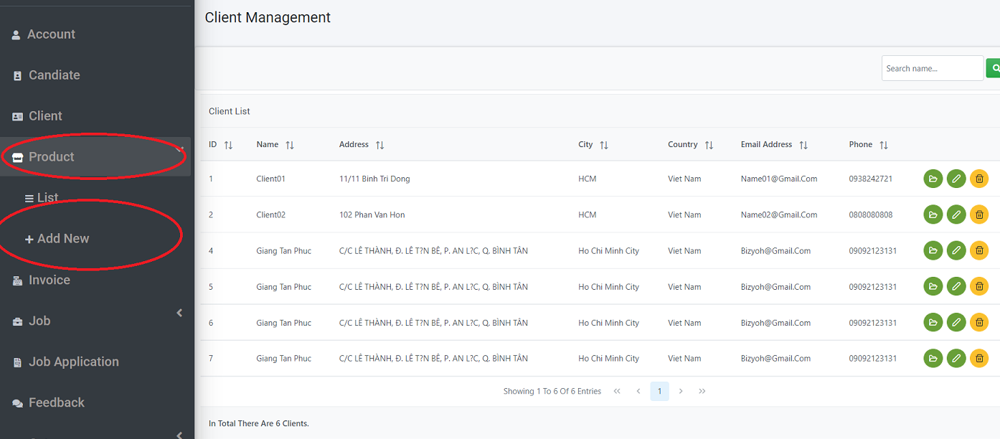 Account
Candiate
Client
Product
List
Add New
Invoice
Job
Job Application
Feedback
Client Management
Search name...
Client List
ID Name Address City Country Email Address Phone
1 Client01 11/11 Binh Tri Dong HCM Viet Nam Name01@Gmail.Com 0938242721
2 Client02 102 Phan Van Hon HCM Viet Nam Name02@Gmail.Com 0808080808
4 Giang Tan Phuc C/C LÊ THÀNH, Đ. LÊ T?N BÊ, P. AN L?C, Q. BÌNH TÂN Ho Chi Minh City Viet Nam Bizyoh@Gmail.Com 09092123131
5 Giang Tan Phuc C/C LÊ THÀNH, Đ. LÊ T?N BÊ, P. AN L?C, Q. BÌNH TÂN Ho Chi Minh City Viet Nam Bizyoh@Gmail.Com 09092123131
6 Giang Tan Phuc C/C LÊ THÀNH, Đ. LÊ T?N BÊ, P. AN L?C, Q. BÌNH TÂN Ho Chi Minh City Viet Nam Bizyoh@Gmail.Com 09092123131
7 Giang Tan Phuc C/C LÊ THÀNH, Đ. LÊ T?N BÊ, P. AN L?C, Q. BÌNH TÂN Ho Chi Minh City Viet Nam Bizyoh@Gmail.Com 09092123131
Showing 1 To 6 Of 6 Entries « ‹ 1 › »
In Total There Are 6 Clients.